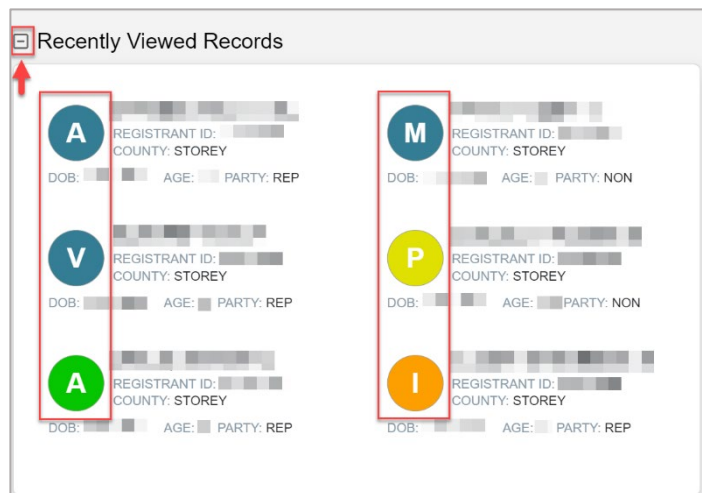 Recently Viewed Records
A
REGISTRANT ID:
COUNTY: STOREY
DOB: AGE: PARTY: REP
M
REGISTRANT ID:
COUNTY: STOREY
DOB: AGE: PARTY: NON
V
REGISTRANT ID:
COUNTY: STOREY
DOB: AGE: PARTY: REP
P
REGISTRANT ID:
COUNTY: STOREY
DOB: AGE: PARTY: NON
A
REGISTRANT ID:
COUNTY: STOREY
DOB: AGE: PARTY: REP
I
REGISTRANT ID:
COUNTY: STOREY
DOB: AGE: PARTY: REP